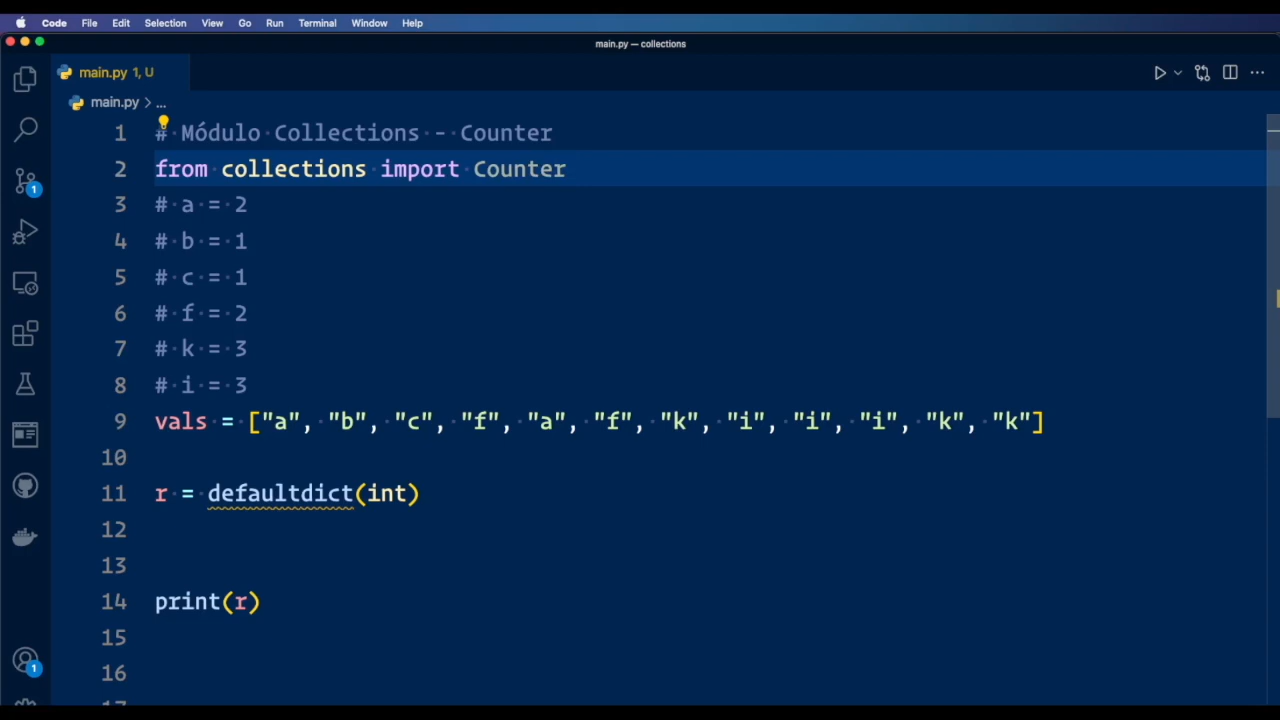 Code File Edit Selection View Go Run Terminal Window Help
main.py — collections
main.py 1, U
main.py > ...
1 # Módulo Collections - Counter
2 from collections import Counter
3 # a = 2
4 # b = 1
5 # c = 1
6 # f = 2
7 # k = 3
8 # i = 3
9 vals = ["a", "b", "c", "f", "a", "f", "k", "i", "i", "i", "k", "k"]
10
11 r = defaultdict(int)
12
13
14 print(r)
15
16
1
1